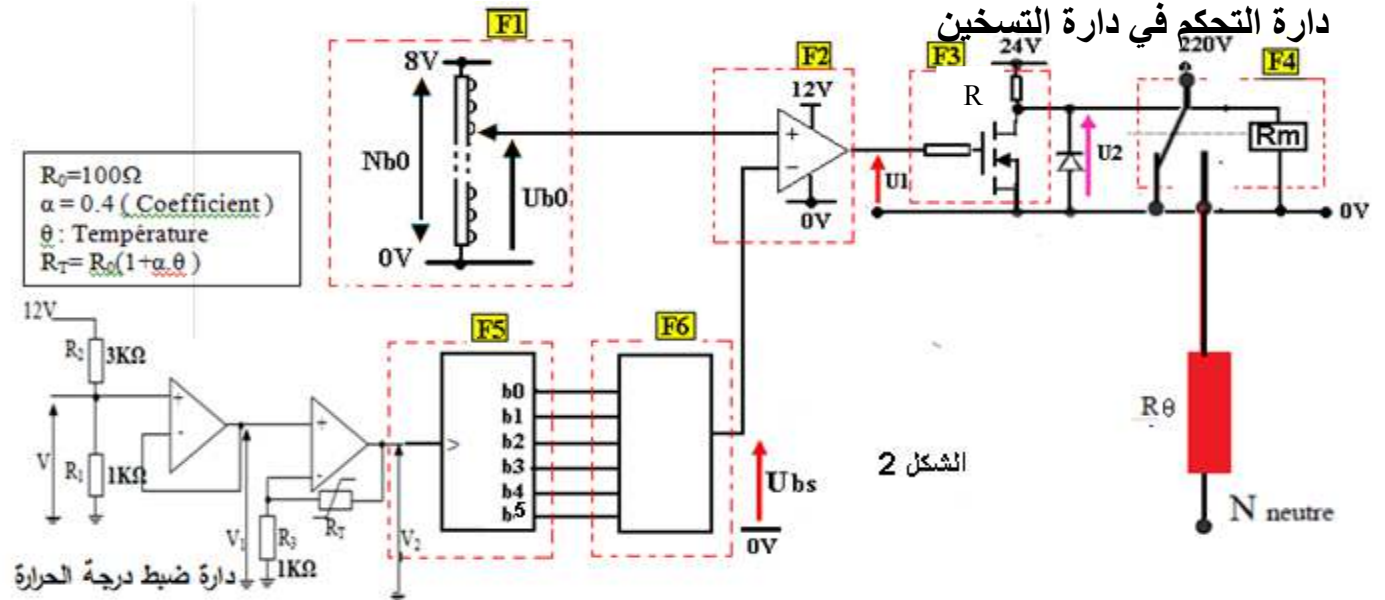 دارة التحكم في دارة التسخين
F1
8V
Nb0
Ub0
0V
F2
12V
+
−
0V
U1
F3
24V
R
U2
220V
F4
Rm
0V
R0=100Ω
α = 0.4 ( Coefficient )
θ : Température
RT= R0(1+α.θ )
12V
R2
3KΩ
V
R1
1KΩ
+
-
V1
+
-
R3
1KΩ
RT
V2
F5
>
b0
b1
b2
b3
b4
b5
F6
Ubs
0V
الشكل 2
Rθ
N neutre
دارة ضبط درجة الحرارة